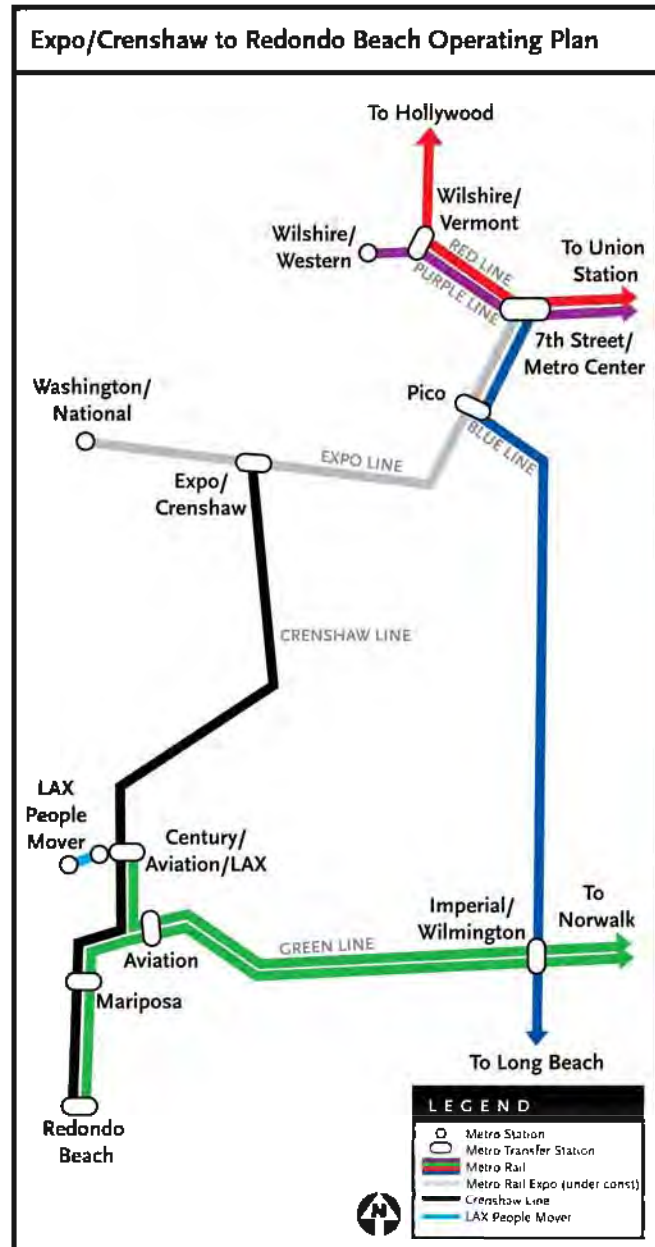 Expo/Crenshaw to Redondo Beach Operating Plan
To Hollywood
Wilshire/
Vermont
Wilshire/
Western
RED LINE
PURPLE LINE
To Union
Station
7th Street/
Metro Center
Washington/
National
Pico
BLUE LINE
EXPO LINE
Expo/
Crenshaw
CRENSHAW LINE
LAX
People
Mover
Century/
Aviation/LAX
Imperial/
Wilmington
To
Norwalk
Aviation
GREEN LINE
Mariposa
To Long Beach
Redondo
Beach
LEGEND
Metro Station
Metro Transfer Station
Metro Rail
Metro Rail Expo (under const)
Crenshaw Line
LAX People Mover
N